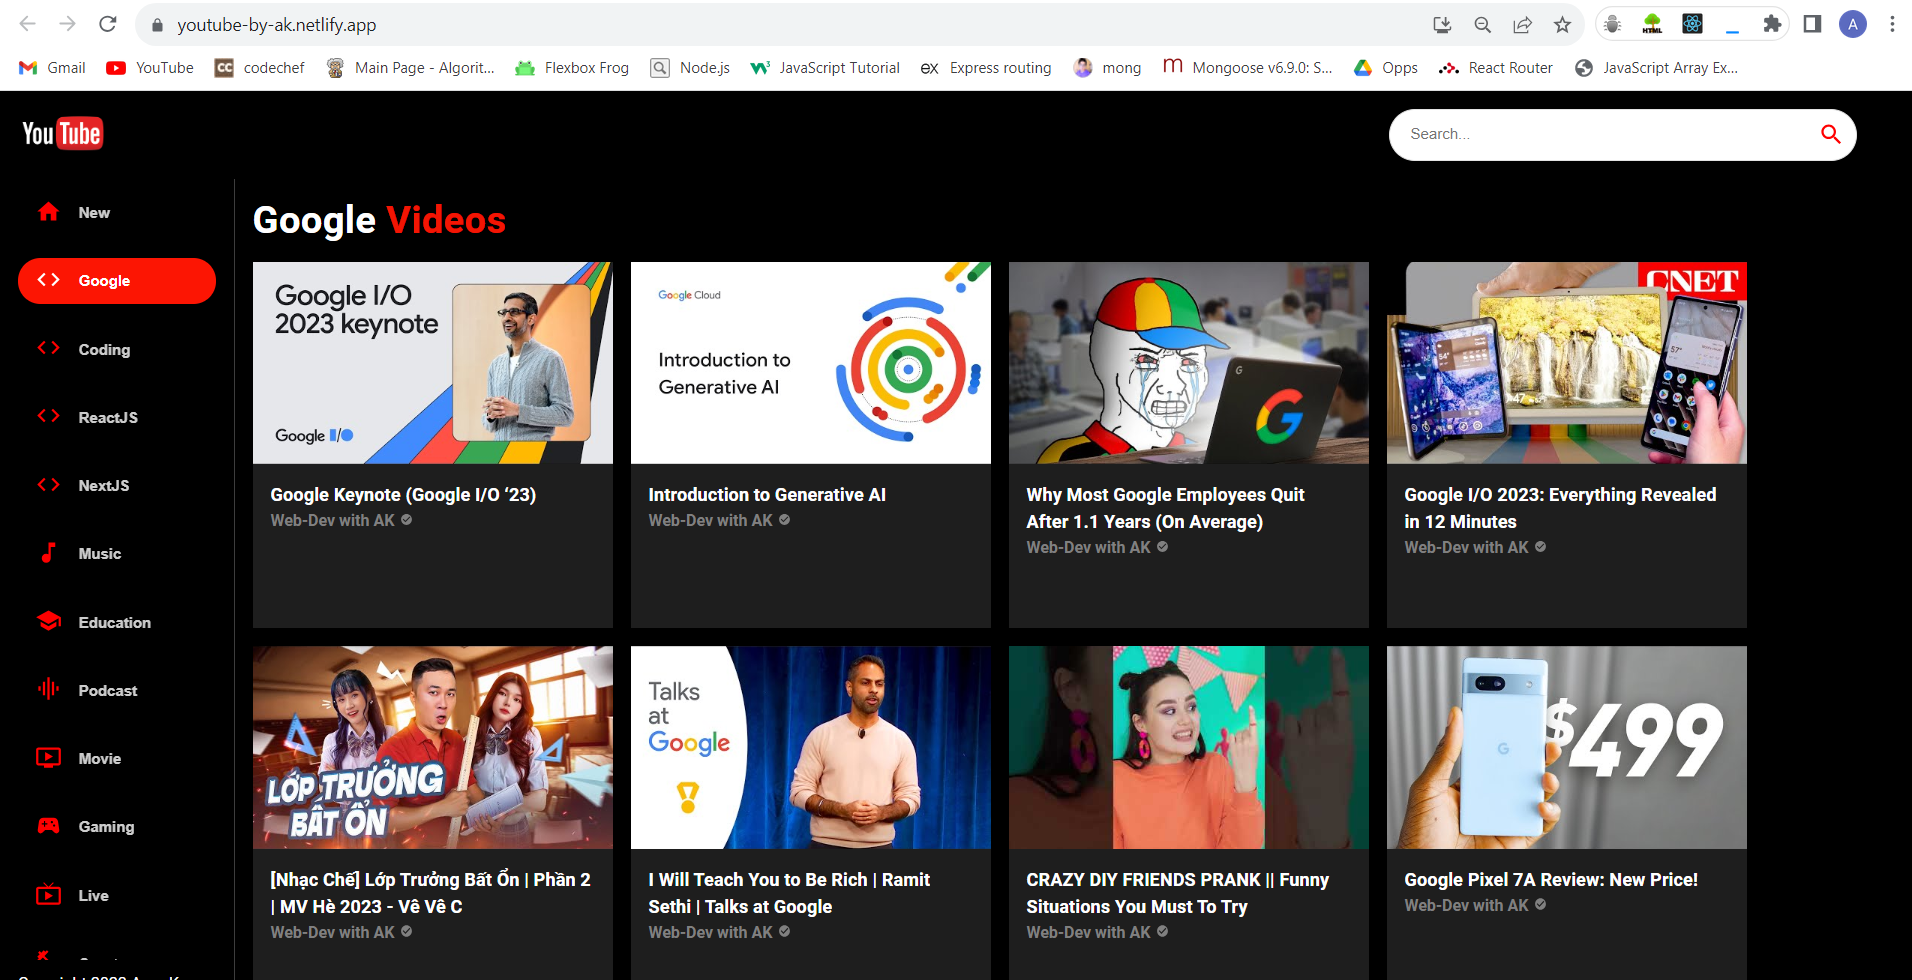 youtube-by-ak.netlify.app
HTML
A
Gmail
YouTube
CC
codechef
Main Page - Algorit...
Flexbox Frog
Node.js
W3
JavaScript Tutorial
ex
Express routing
mong
m
Mongoose v6.9.0: S...
Opps
React Router
JavaScript Array Ex...
YouTube
Search...
New
Google
Coding
ReactJS
NextJS
Music
Education
Podcast
Movie
Gaming
Live
Google Videos
Google I/O
2023 keynote
Google I/O
Google Keynote (Google I/O ‘23)
Web-Dev with AK
Google Cloud
Introduction to
Generative AI
Introduction to Generative AI
Web-Dev with AK
G
G
Why Most Google Employees Quit
After 1.1 Years (On Average)
Web-Dev with AK
CNET
Google I/O 2023: Everything Revealed
in 12 Minutes
Web-Dev with AK
LỚP TRƯỞNG
BẤT ỔN
[Nhạc Chế] Lớp Trưởng Bất Ổn | Phần 2
| MV Hè 2023 - Vê Vê C
Web-Dev with AK
Talks
at
Google
I Will Teach You to Be Rich | Ramit
Sethi | Talks at Google
Web-Dev with AK
CRAZY DIY FRIENDS PRANK || Funny
Situations You Must To Try
Web-Dev with AK
G
$499
Google Pixel 7A Review: New Price!
Web-Dev with AK